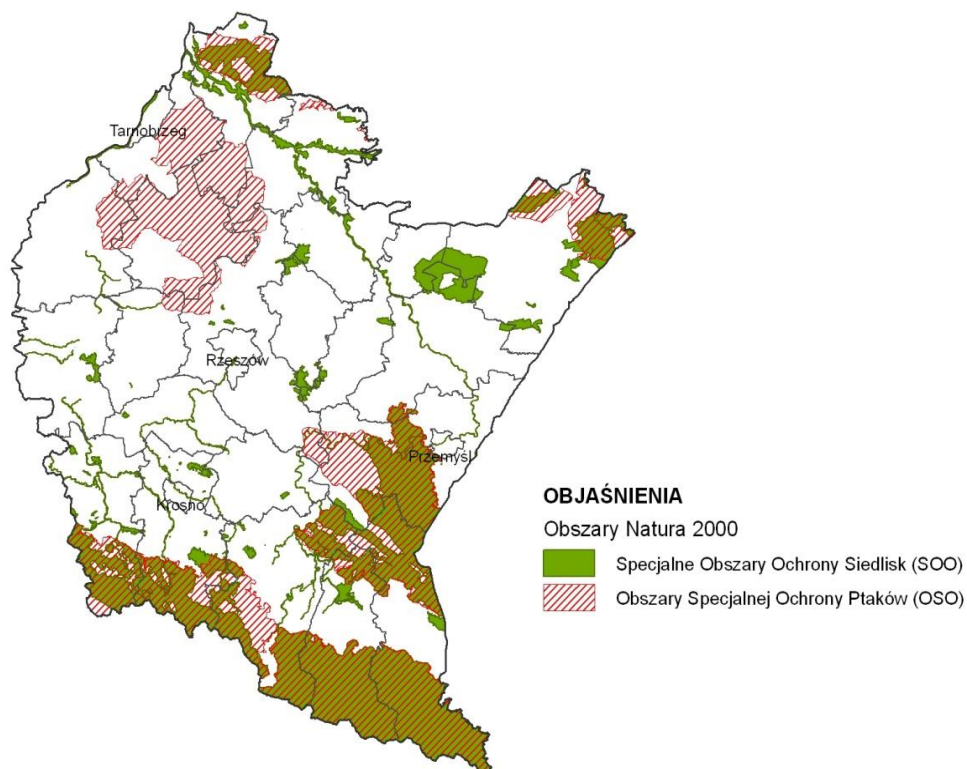 Tarnobrzeg
Rzeszów
Przemyśl
Krosno
OBJAŚNIENIA
Obszary Natura 2000
Specjalne Obszary Ochrony Siedlisk (SOO)
Obszary Specjalnej Ochrony Ptaków (OSO)